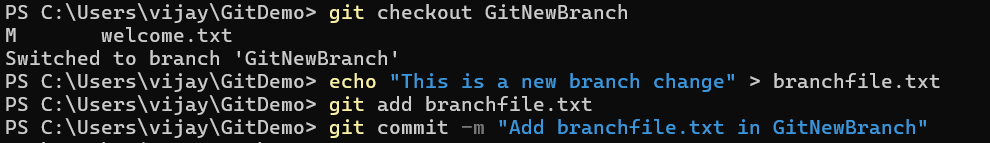 PS C:\Users\vijay\GitDemo> git checkout GitNewBranch
M       welcome.txt
Switched to branch 'GitNewBranch'
PS C:\Users\vijay\GitDemo> echo "This is a new branch change" > branchfile.txt
PS C:\Users\vijay\GitDemo> git add branchfile.txt
PS C:\Users\vijay\GitDemo> git commit -m "Add branchfile.txt in GitNewBranch"